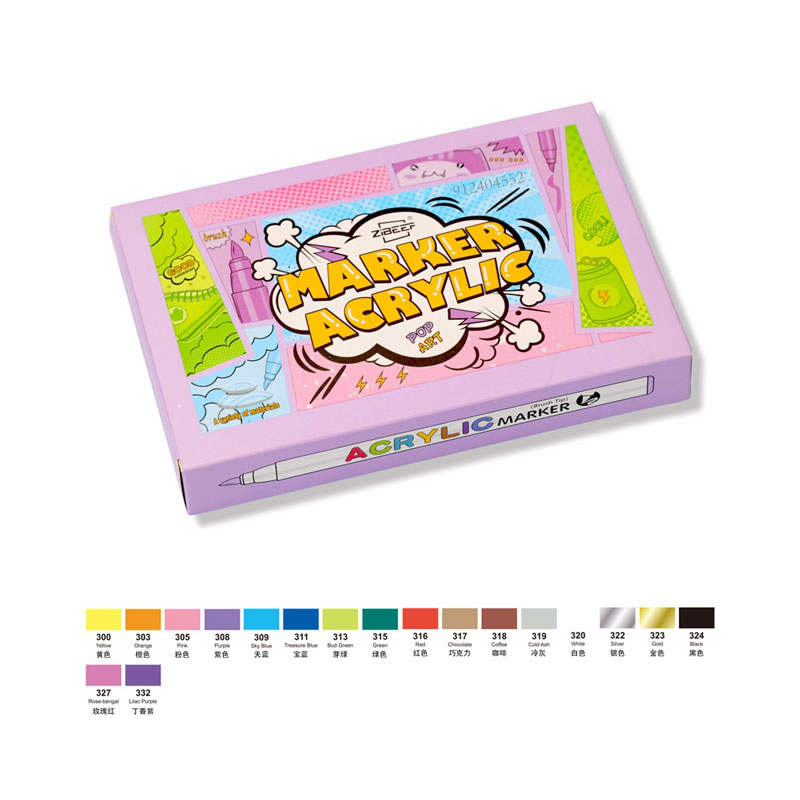 912404552
ZiBEEF®
MARKER
ACRYLIC
POP
ART
brush
GOOD
A variety of materials
ACRYLIC MARKER
(Brush Tip)
300 303 305 308 309 311 313 315 316 317 318 319 320 322 323 324
Yellow Orange Pink Purple Sky Blue Treasure Blue Bud Green Green Red Chocolate Coffee Cold Ash White Silver Gold Black
黄色 橙色 粉色 紫色 天蓝 宝蓝 芽绿 绿色 红色 巧克力 咖啡 冷灰 白色 银色 金色 黑色
327 332
Rose-bengal Lilac Purple
玫瑰红 丁香紫